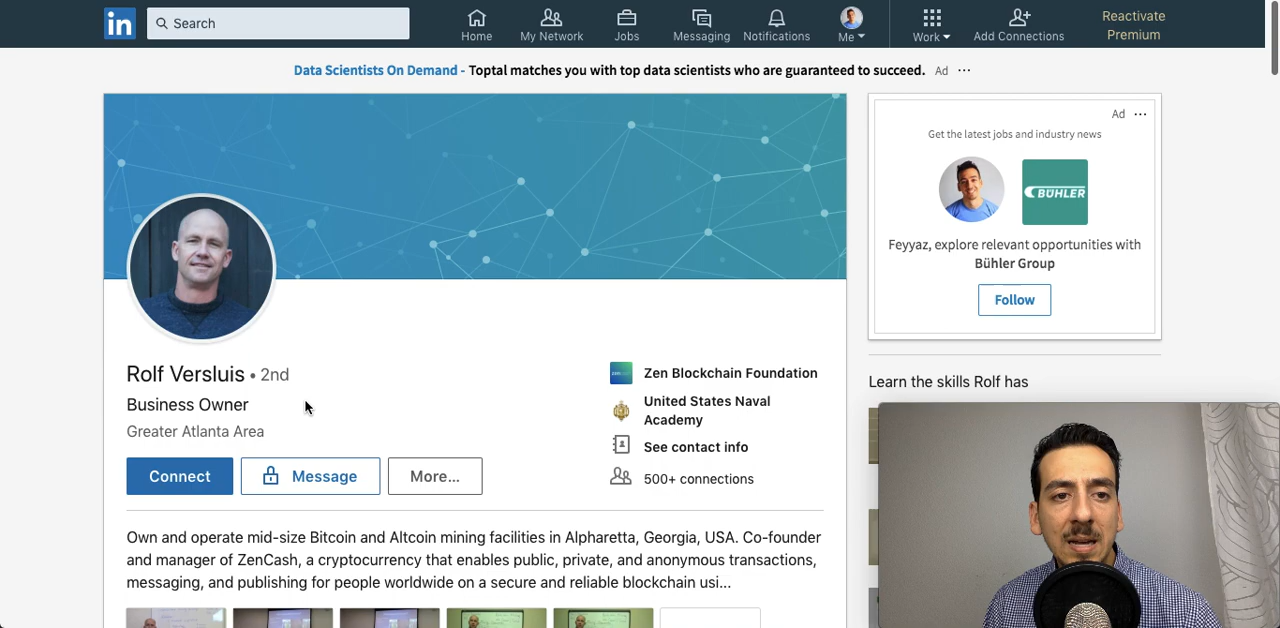 in
Search
Home
My Network
Jobs
Messaging
Notifications
Me
Work
Add Connections
Reactivate
Premium
Data Scientists On Demand - Toptal matches you with top data scientists who are guaranteed to succeed. Ad ...
Ad ...
Get the latest jobs and industry news
BÜHLER
Feyyaz, explore relevant opportunities with
Bühler Group
Follow
Rolf Versluis • 2nd
Business Owner
Greater Atlanta Area
Connect
Message
More...
Zen Blockchain Foundation
United States Naval
Academy
See contact info
500+ connections
Own and operate mid-size Bitcoin and Altcoin mining facilities in Alpharetta, Georgia, USA. Co-founder
and manager of ZenCash, a cryptocurrency that enables public, private, and anonymous transactions,
messaging, and publishing for people worldwide on a secure and reliable blockchain usi...
Learn the skills Rolf has